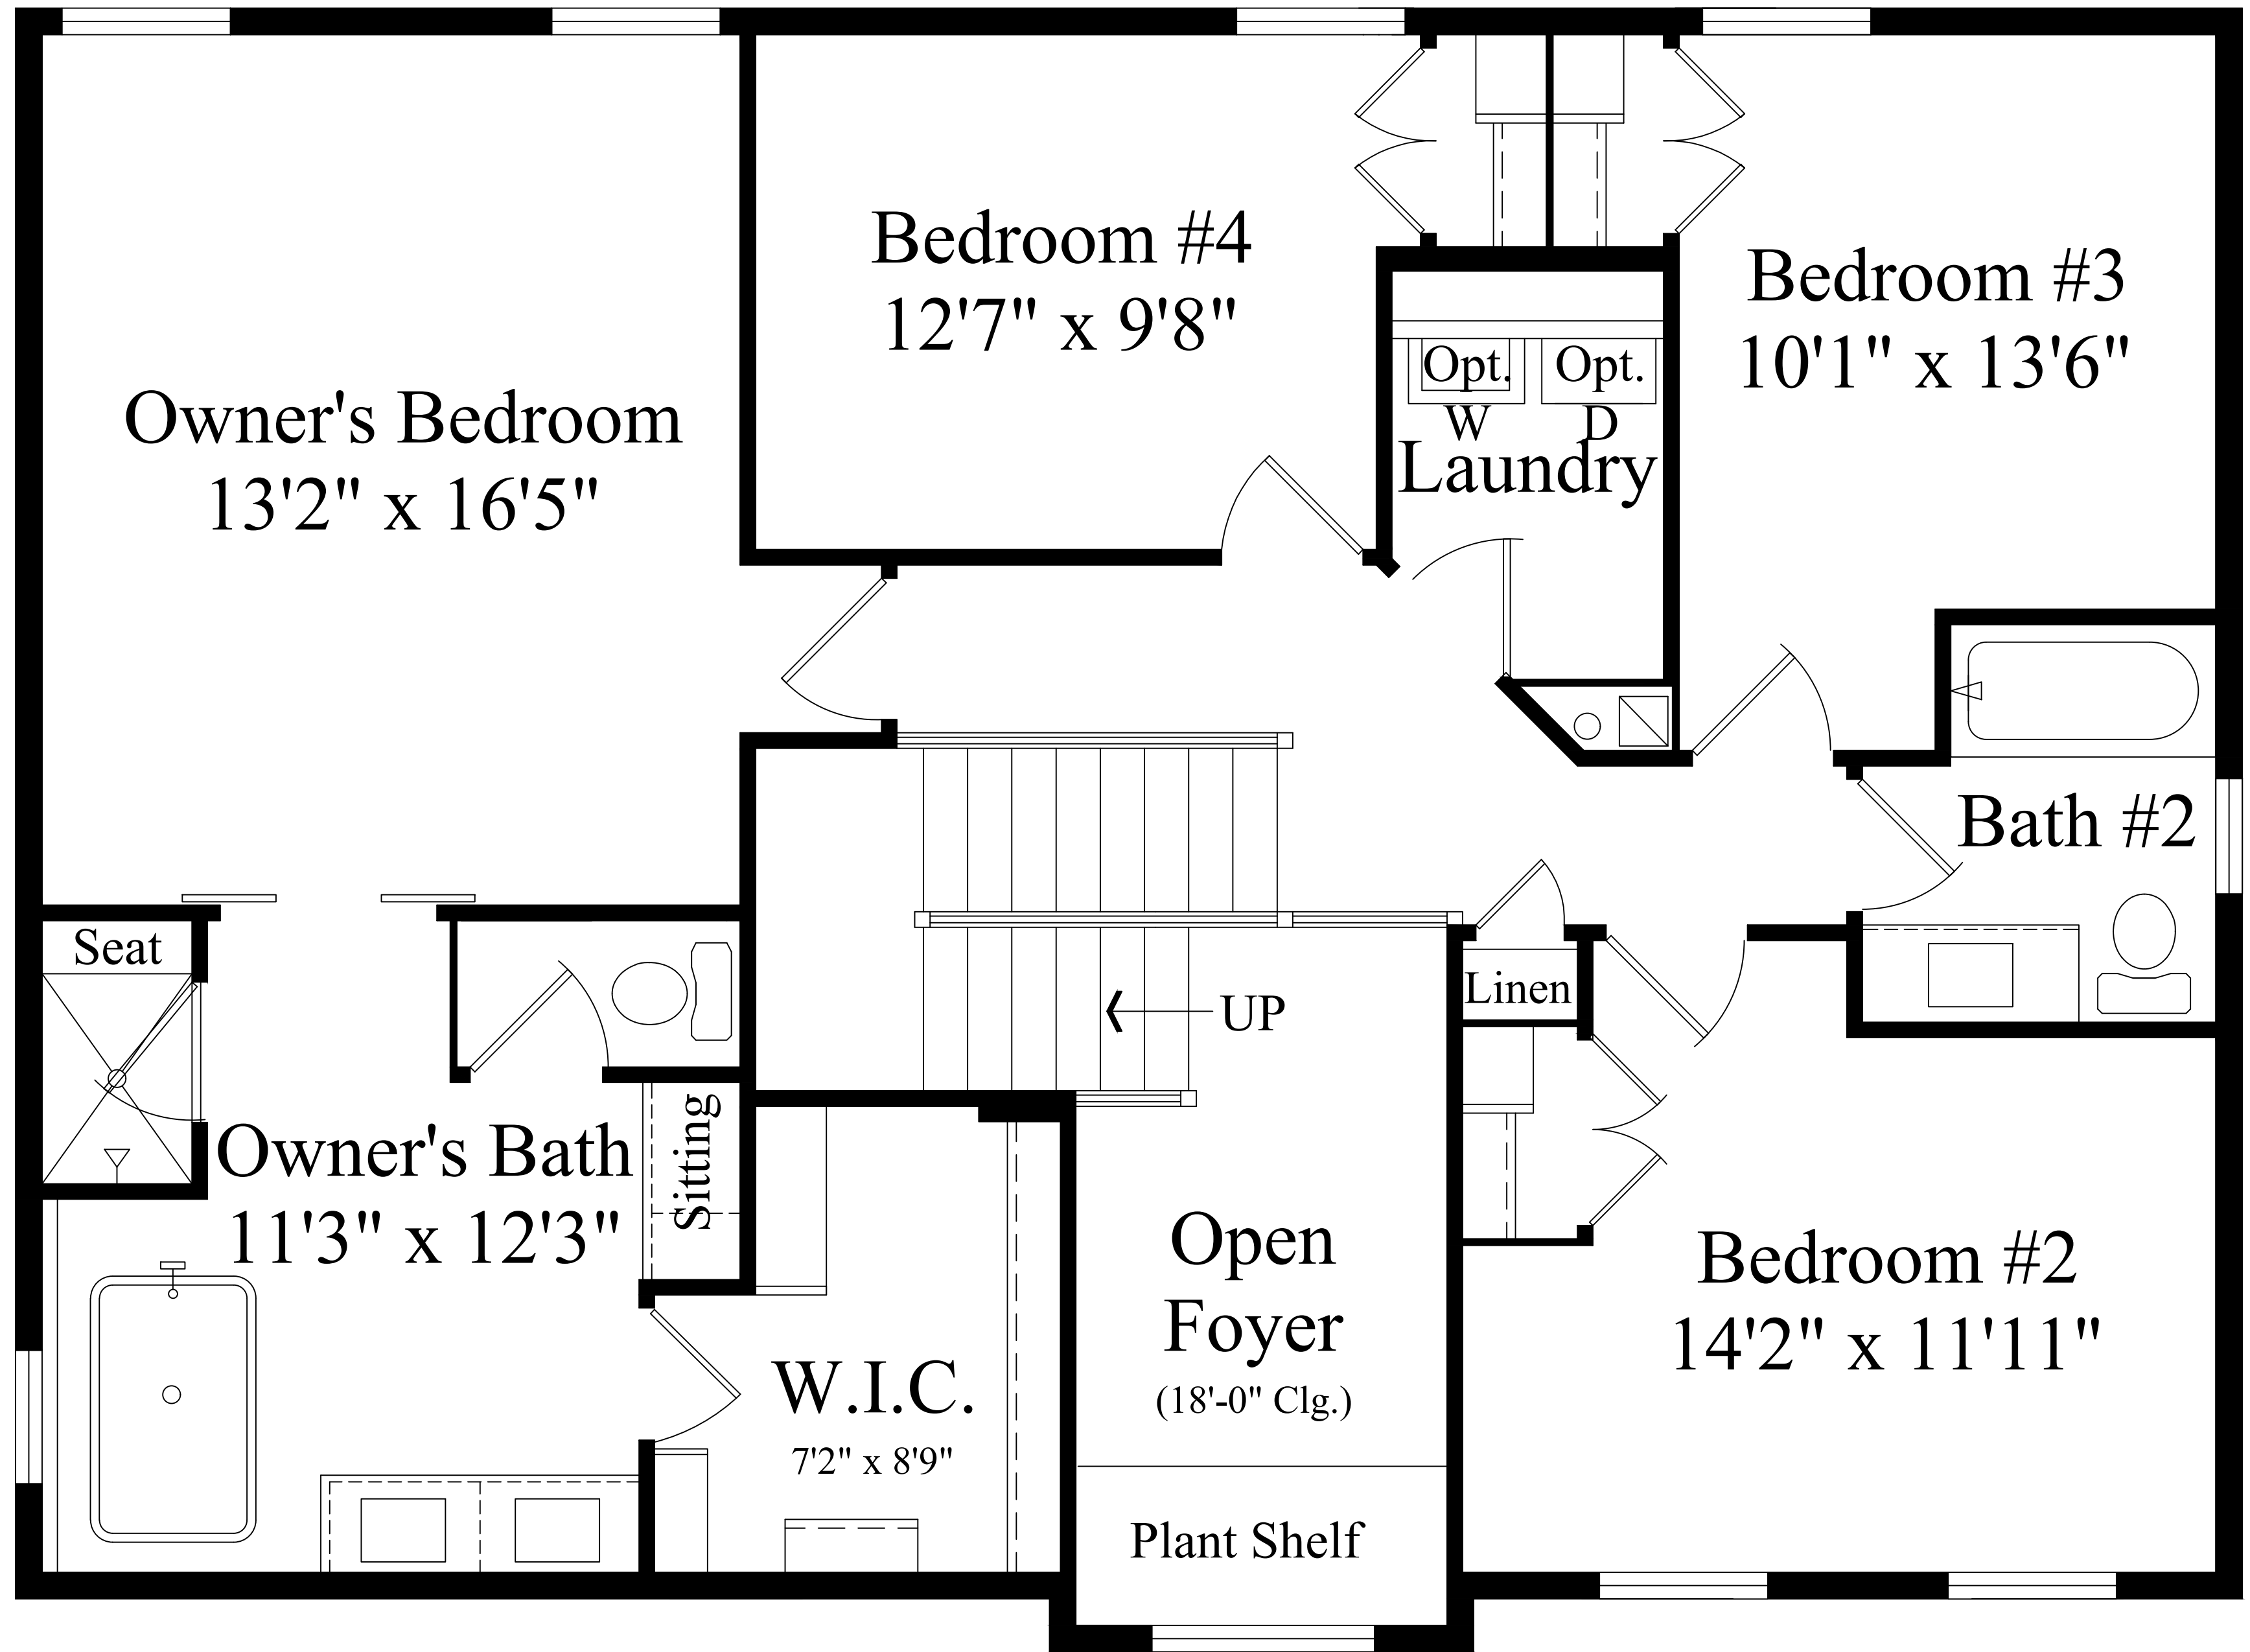 Owner's Bedroom
13'2" x 16'5"
Bedroom #4
12'7" x 9'8"
Bedroom #3
10'1" x 13'6"
Opt.
W
Opt.
D
Laundry
Bath #2
Seat
Linen
UP
Owner's Bath
11'3" x 12'3"
Sitting
W.I.C.
7'2" x 8'9"
Open
Foyer
(18'-0" Clg.)
Plant Shelf
Bedroom #2
14'2" x 11'11"